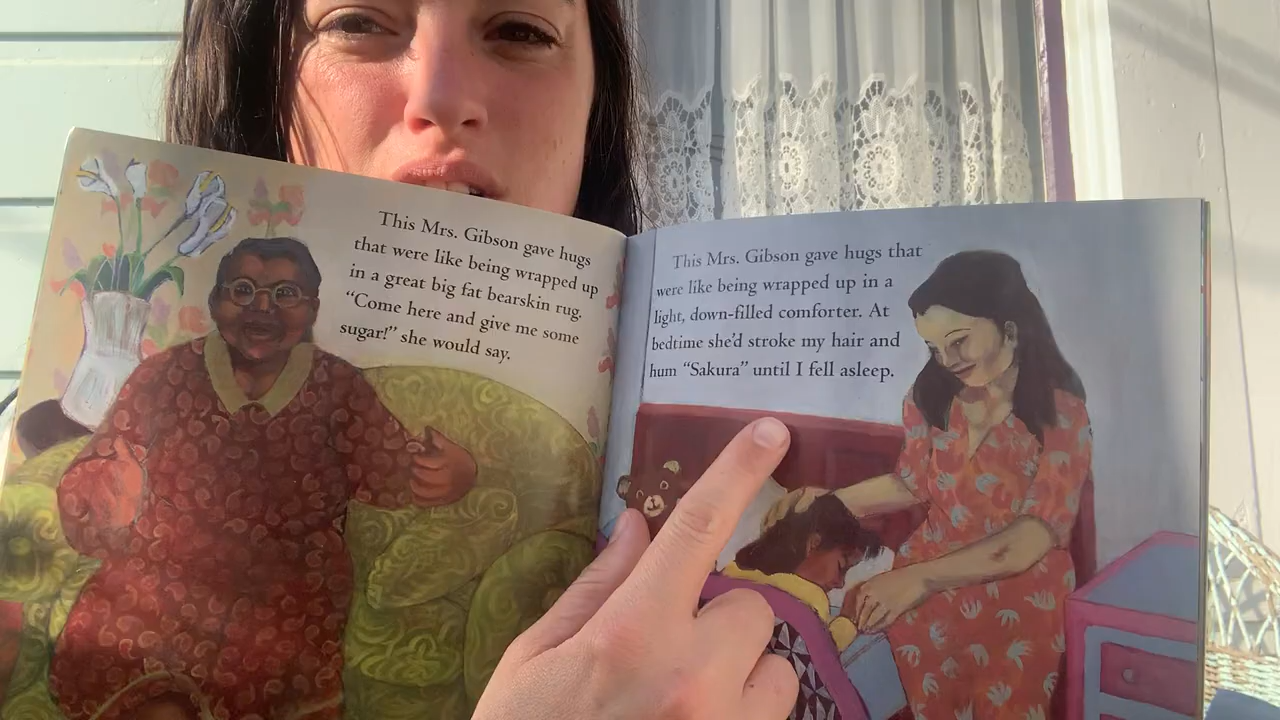 This Mrs. Gibson gave hugs
that were like being wrapped up
in a great big fat bearskin rug.
“Come here and give me some
sugar!” she would say.
This Mrs. Gibson gave hugs that
were like being wrapped up in a
light, down-filled comforter. At
bedtime she’d stroke my hair and
hum “Sakura” until I fell asleep.